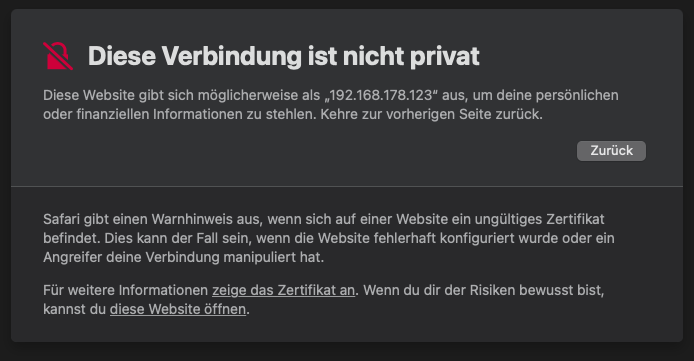 Diese Verbindung ist nicht privat
Diese Website gibt sich möglicherweise als „192.168.178.123“ aus, um deine persönlichen
oder finanziellen Informationen zu stehlen. Kehre zur vorherigen Seite zurück.
Zurück
Safari gibt einen Warnhinweis aus, wenn sich auf einer Website ein ungültiges Zertifikat
befindet. Dies kann der Fall sein, wenn die Website fehlerhaft konfiguriert wurde oder ein
Angreifer deine Verbindung manipuliert hat.
Für weitere Informationen zeige das Zertifikat an. Wenn du dir der Risiken bewusst bist,
kannst du diese Website öffnen.